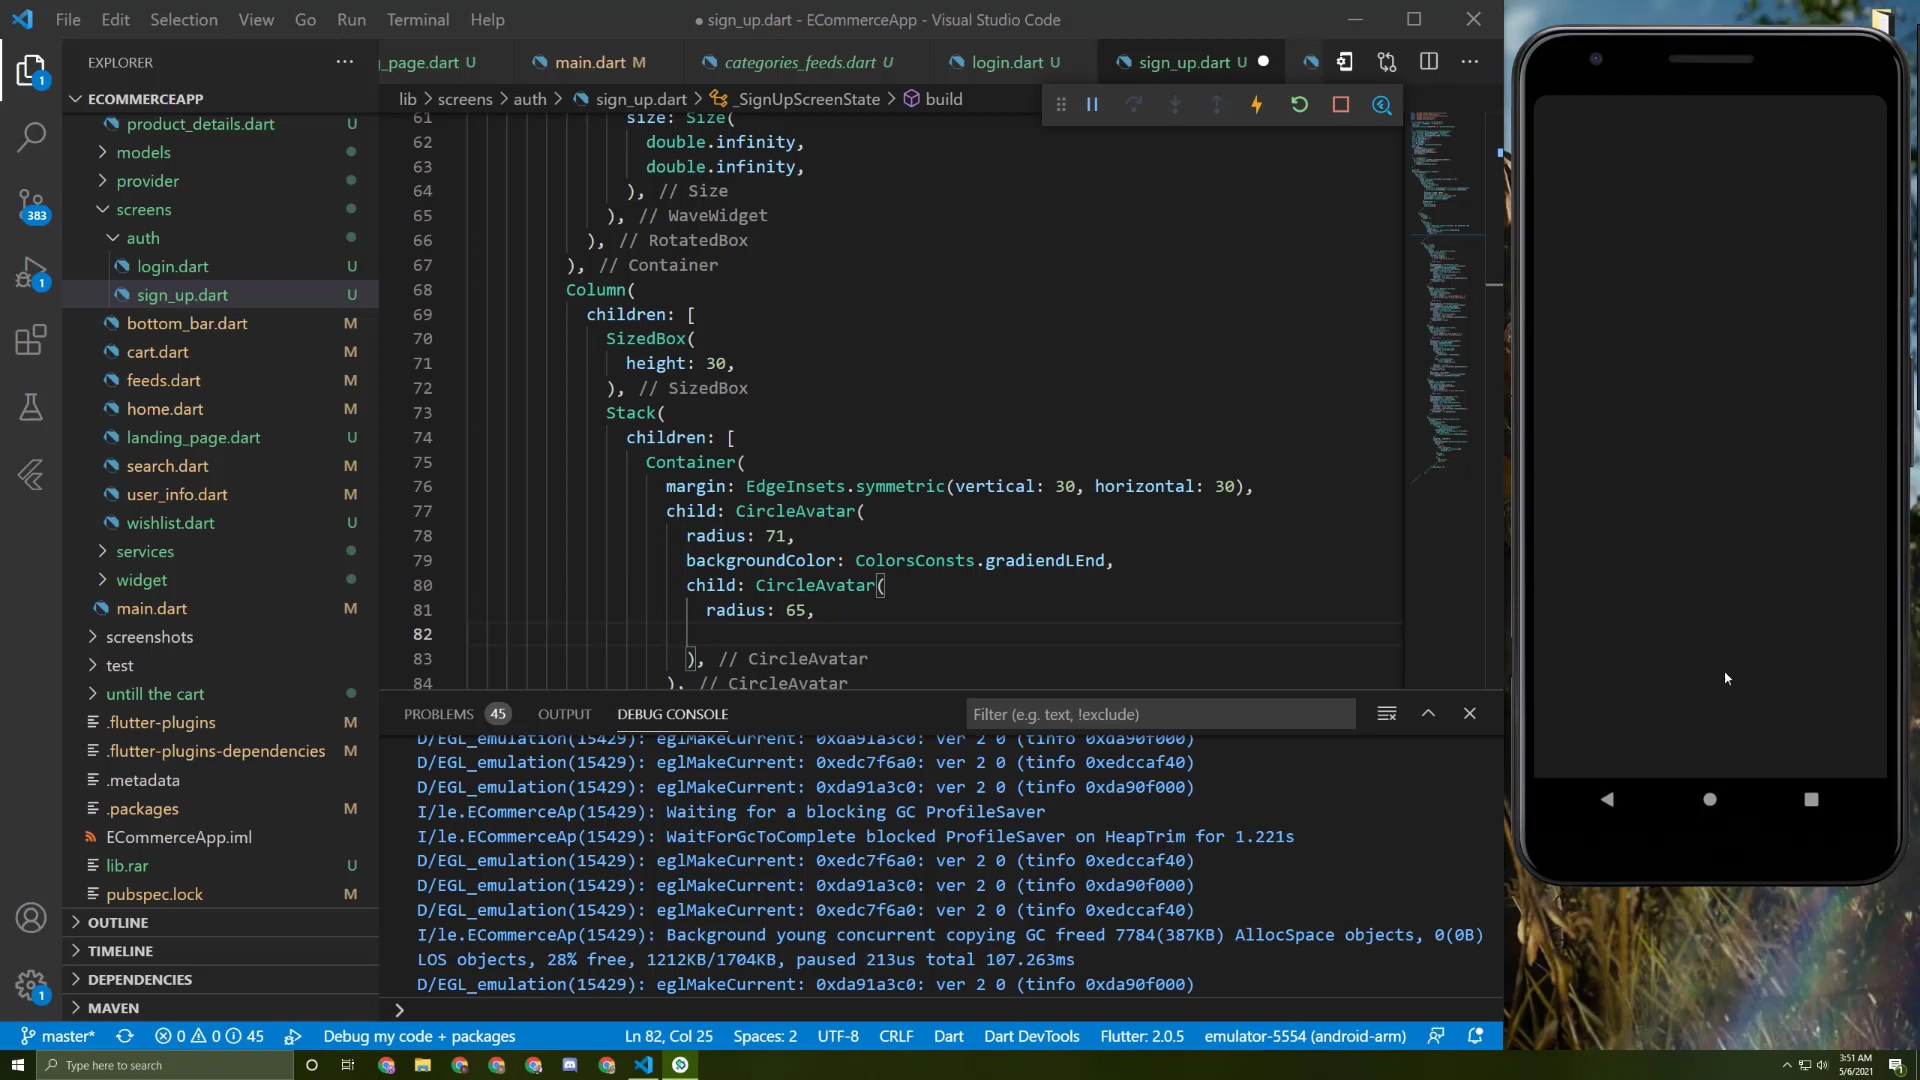 File Edit Selection View Go Run Terminal Help
● sign_up.dart - ECommerceApp - Visual Studio Code
EXPLORER
ECOMMERCEAPP
product_details.dart U
models
provider
screens
auth
login.dart U
sign_up.dart U
bottom_bar.dart M
cart.dart M
feeds.dart M
home.dart M
landing_page.dart U
search.dart M
user_info.dart M
wishlist.dart U
services
widget
main.dart M
screenshots
test
untill the cart
.flutter-plugins M
.flutter-plugins-dependencies M
.metadata
.packages M
ECommerceApp.iml
lib.rar U
pubspec.lock M
OUTLINE
TIMELINE
DEPENDENCIES
MAVEN
1
383
1
1
_page.dart U main.dart M categories_feeds.dart U login.dart U sign_up.dart U
lib > screens > auth > sign_up.dart > _SignUpScreenState > build
61 size: Size(
62 double.infinity,
63 double.infinity,
64 ), // Size
65 ), // WaveWidget
66 ), // RotatedBox
67 ), // Container
68 Column(
69 children: [
70 SizedBox(
71 height: 30,
72 ), // SizedBox
73 Stack(
74 children: [
75 Container(
76 margin: EdgeInsets.symmetric(vertical: 30, horizontal: 30),
77 child: CircleAvatar(
78 radius: 71,
79 backgroundColor: ColorsConsts.gradiendLEnd,
80 child: CircleAvatar(
81 radius: 65,
82
83 ), // CircleAvatar
84 ), // CircleAvatar
PROBLEMS 45 OUTPUT DEBUG CONSOLE Filter (e.g. text, !exclude)
D/EGL_emulation(15429): eglMakeCurrent: 0xda91a3c0: ver 2 0 (tinfo 0xda90f000)
D/EGL_emulation(15429): eglMakeCurrent: 0xedc7f6a0: ver 2 0 (tinfo 0xedccaf40)
D/EGL_emulation(15429): eglMakeCurrent: 0xda91a3c0: ver 2 0 (tinfo 0xda90f000)
I/le.ECommerceAp(15429): Waiting for a blocking GC ProfileSaver
I/le.ECommerceAp(15429): WaitForGcToComplete blocked ProfileSaver on HeapTrim for 1.221s
D/EGL_emulation(15429): eglMakeCurrent: 0xedc7f6a0: ver 2 0 (tinfo 0xedccaf40)
D/EGL_emulation(15429): eglMakeCurrent: 0xda91a3c0: ver 2 0 (tinfo 0xda90f000)
D/EGL_emulation(15429): eglMakeCurrent: 0xedc7f6a0: ver 2 0 (tinfo 0xedccaf40)
I/le.ECommerceAp(15429): Background young concurrent copying GC freed 7784(387KB) AllocSpace objects, 0(0B)
LOS objects, 28% free, 1212KB/1704KB, paused 213us total 107.263ms
D/EGL_emulation(15429): eglMakeCurrent: 0xda91a3c0: ver 2 0 (tinfo 0xda90f000)
master* 0 0 45 Debug my code + packages Ln 82, Col 25 Spaces: 2 UTF-8 CRLF Dart Dart DevTools Flutter: 2.0.5 emulator-5554 (android-arm)
Type here to search
3:51 AM
5/6/2021